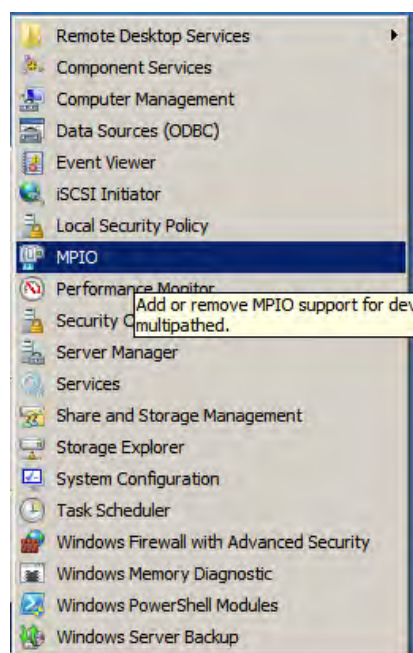 Remote Desktop Services
Component Services
Computer Management
Data Sources (ODBC)
Event Viewer
iSCSI Initiator
Local Security Policy
MPIO
Performance Monitor
Add or remove MPIO support for dev
Security C
multipathed.
Server Manager
Services
Share and Storage Management
Storage Explorer
System Configuration
Task Scheduler
Windows Firewall with Advanced Security
Windows Memory Diagnostic
Windows PowerShell Modules
Windows Server Backup